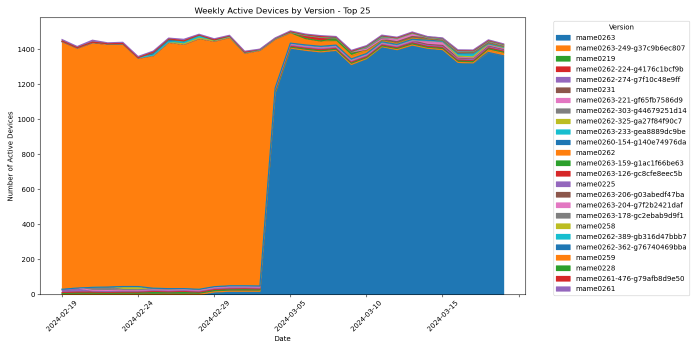 Weekly Active Devices by Version - Top 25
Number of Active Devices
1400
1200
1000
800
600
400
200
0
2024-02-19
2024-02-24
2024-02-29
2024-03-05
2024-03-10
2024-03-15
Date
Version
mame0263
mame0263-249-g37c9b6ec807
mame0219
mame0262-224-g4176c1bcf9b
mame0262-274-g7f10c48e9ff
mame0231
mame0263-221-gf65fb7586d9
mame0262-303-g44679251d14
mame0262-325-ga27f84f90c7
mame0263-233-gea8889dc9be
mame0260-154-g140e74976da
mame0262
mame0263-159-g1ac1f66be63
mame0263-126-gc8cfe8eec5b
mame0225
mame0263-206-g03abedf47ba
mame0263-204-g7f2b2421daf
mame0263-178-gc2ebab9d9f1
mame0258
mame0262-389-gb316d47bbb7
mame0262-362-g76740469bba
mame0259
mame0228
mame0261-476-g79afb8d9e50
mame0261